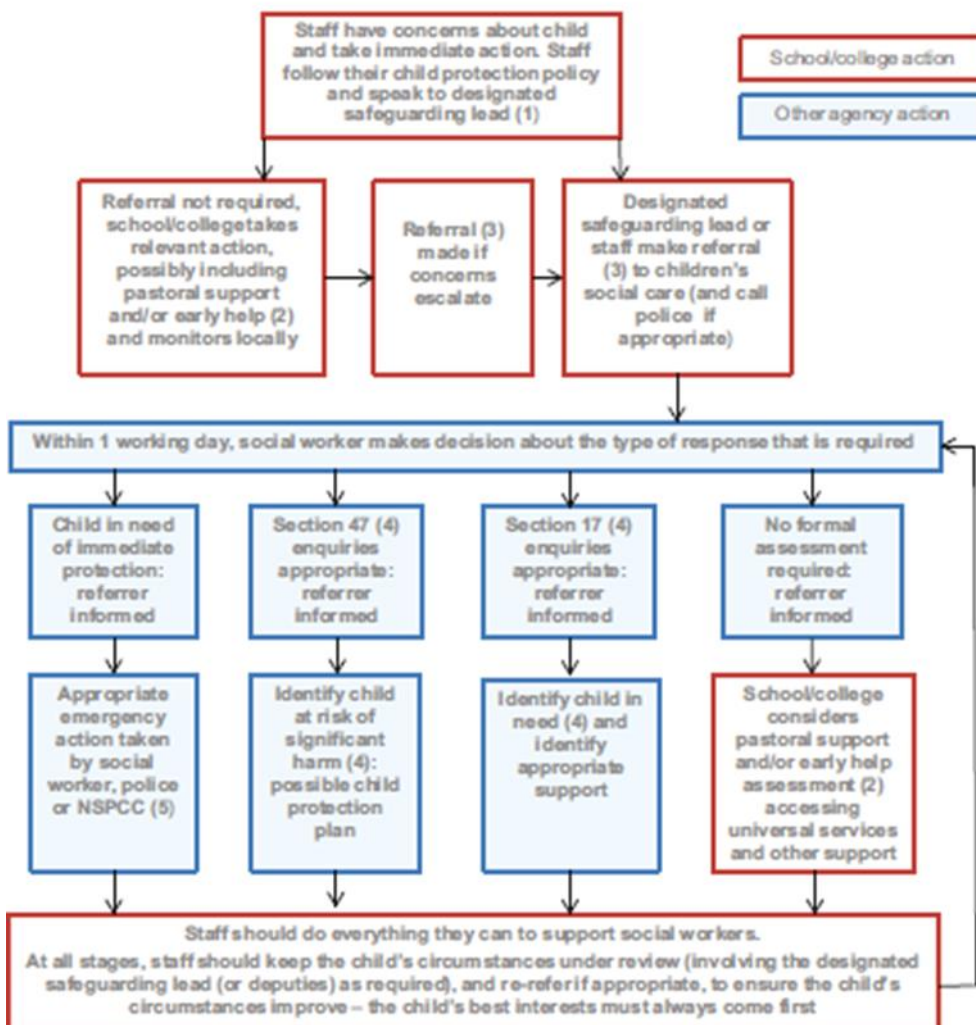 Staff have concerns about child
and take immediate action. Staff
follow their child protection policy
and speak to designated
safeguarding lead (1)
School/college action
Other agency action
Referral not required,
school/college takes
relevant action,
possibly including
pastoral support
and/or early help (2)
and monitors locally
Referral (3)
made if
concerns
escalate
Designated
safeguarding lead or
staff make referral
(3) to children's
social care (and call
police if
appropriate)
Within 1 working day, social worker makes decision about the type of response that is required
Child in need
of immediate
protection:
referrer
informed
Section 47 (4)
enquiries
appropriate:
referrer
informed
Section 17 (4)
enquiries
appropriate:
referrer
informed
No formal
assessment
required:
referrer
informed
Appropriate
emergency
action taken
by social
worker, police
or NSPCC (5)
Identify child
at risk of
significant
harm (4):
possible child
protection
plan
Identify child in
need (4) and
identify
appropriate
support
School/college
considers
pastoral support
and/or early help
assessment (2)
accessing
universal services
and other support
Staff should do everything they can to support social workers.
At all stages, staff should keep the child's circumstances under review (involving the designated
safeguarding lead (or deputies) as required), and re-refer if appropriate, to ensure the child's
circumstances improve – the child's best interests must always come first